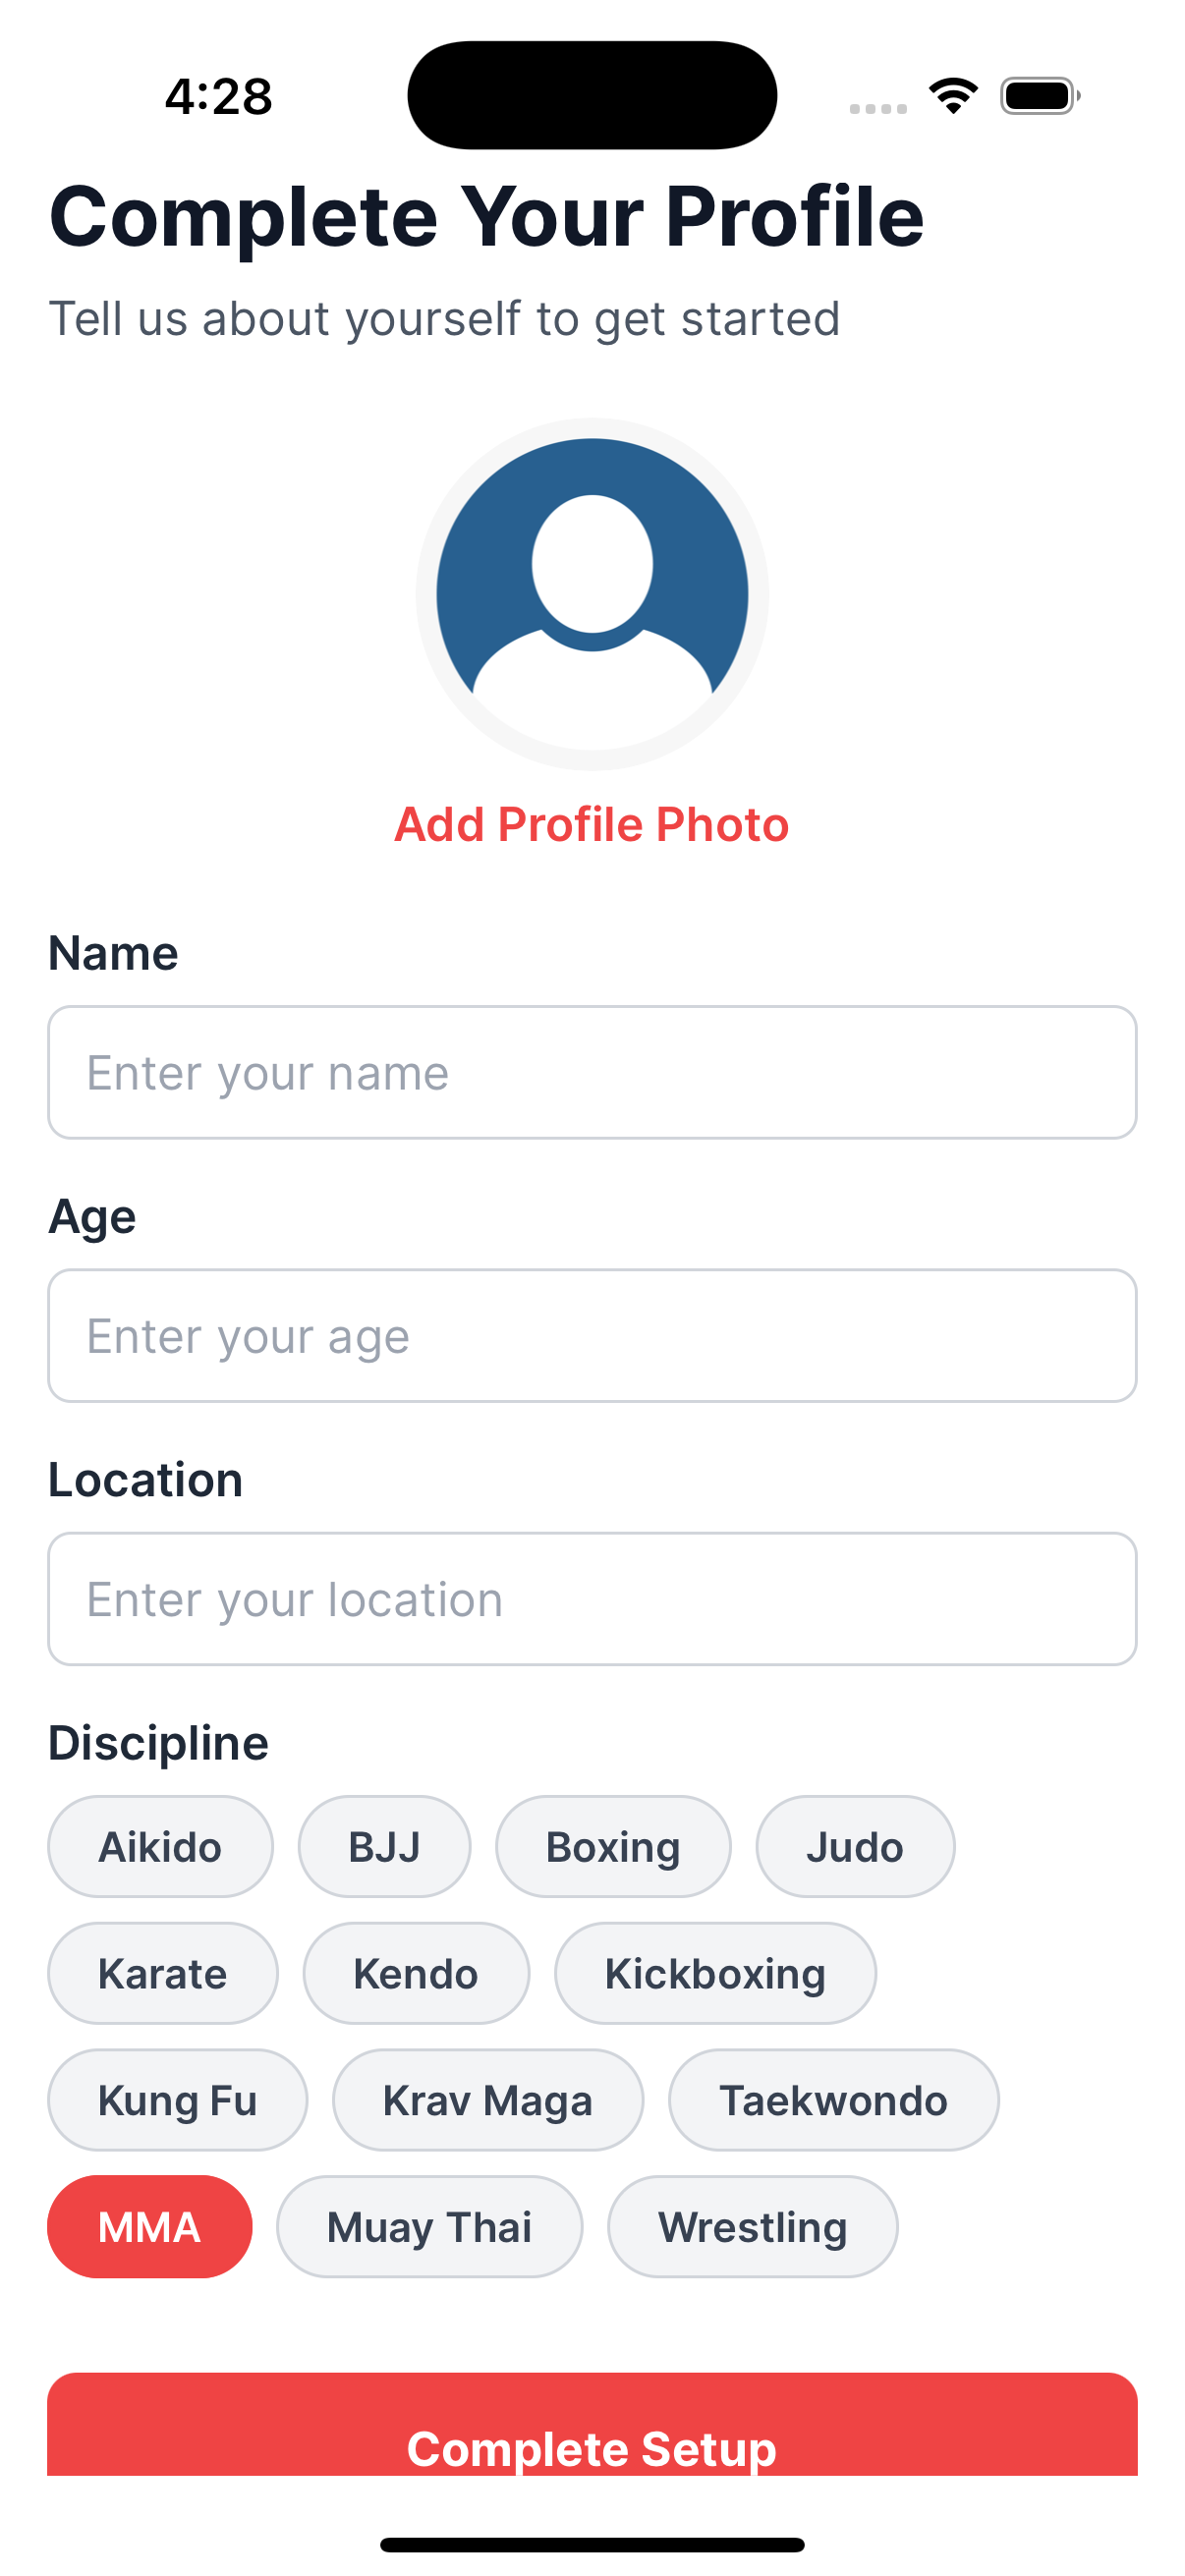 4:28
Complete Your Profile
Tell us about yourself to get started
Add Profile Photo
Name
Enter your name
Age
Enter your age
Location
Enter your location
Discipline
Aikido BJJ Boxing Judo
Karate Kendo Kickboxing
Kung Fu Krav Maga Taekwondo
MMA Muay Thai Wrestling
Complete Setup